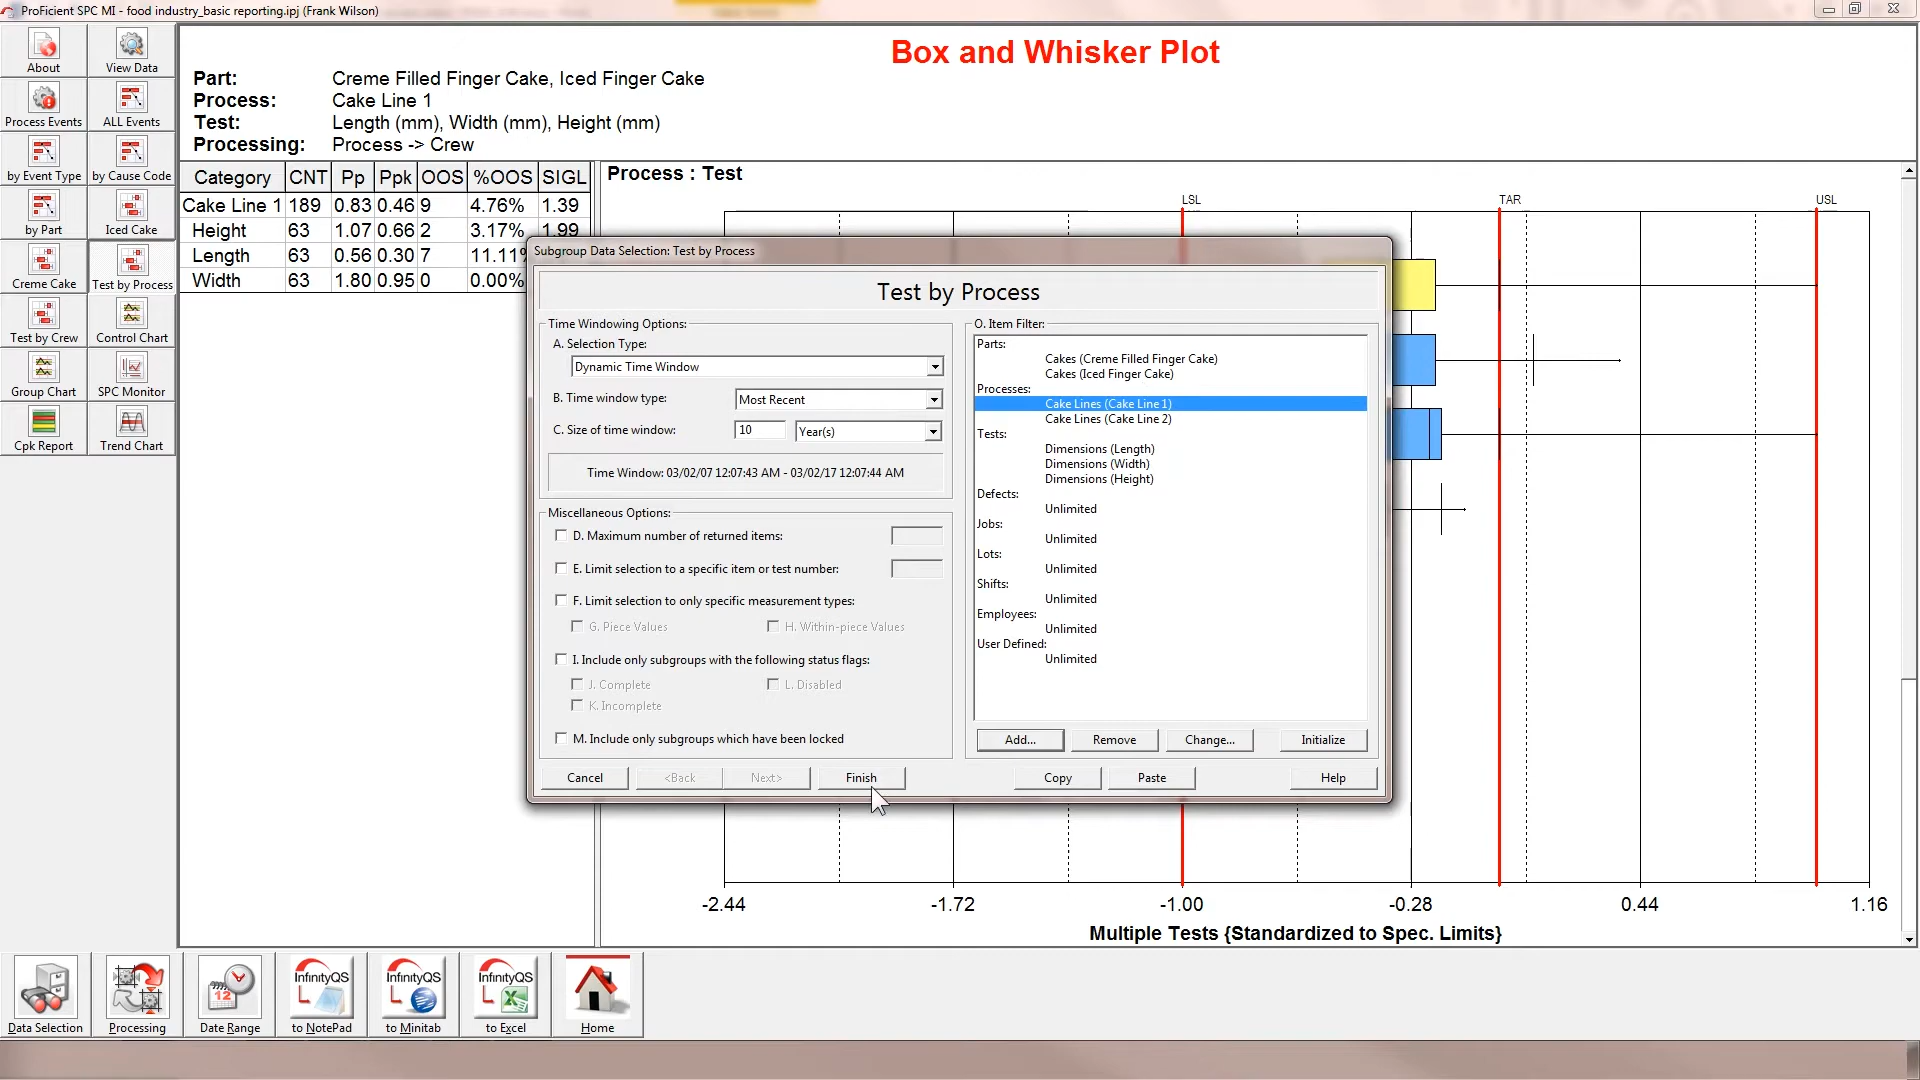 ProFicient SPC MI - food industry_basic reporting.ipj (Frank Wilson)
About
View Data
Process Events
ALL Events
by Event Type
by Cause Code
by Part
Iced Cake
Creme Cake
Test by Process
Test by Crew
Control Chart
Group Chart
SPC Monitor
Cpk Report
Trend Chart
Box and Whisker Plot
Part: Creme Filled Finger Cake, Iced Finger Cake
Process: Cake Line 1
Test: Length (mm), Width (mm), Height (mm)
Processing: Process -> Crew
Category CNT Pp Ppk OOS %OOS SIGL
Cake Line 1 189 0.83 0.46 9 4.76% 1.39
Height 63 1.07 0.66 2 3.17% 1.99
Length 63 0.56 0.30 7 11.11%
Width 63 1.80 0.95 0 0.00%
Process : Test
LSL TAR USL
Subgroup Data Selection: Test by Process
Test by Process
Time Windowing Options:
A. Selection Type:
Dynamic Time Window
B. Time window type: Most Recent
C. Size of time window: 10 Year(s)
Time Window: 03/02/07 12:07:43 AM - 03/02/17 12:07:44 AM
Miscellaneous Options:
D. Maximum number of returned items:
E. Limit selection to a specific item or test number:
F. Limit selection to only specific measurement types:
G. Piece Values H. Within-piece Values
I. Include only subgroups with the following status flags:
J. Complete L. Disabled
K. Incomplete
M. Include only subgroups which have been locked
O. Item Filter:
Parts:
Cakes (Creme Filled Finger Cake)
Cakes (Iced Finger Cake)
Processes:
Cake Lines (Cake Line 1)
Cake Lines (Cake Line 2)
Tests:
Dimensions (Length)
Dimensions (Width)
Dimensions (Height)
Defects:
Unlimited
Jobs:
Unlimited
Lots:
Unlimited
Shifts:
Unlimited
Employees:
Unlimited
User Defined:
Unlimited
Add... Remove Change... Initialize
Cancel <Back Next> Finish Copy Paste Help
-2.44 -1.72 -1.00 -0.28 0.44 1.16
Multiple Tests {Standardized to Spec. Limits}
InfinityQS InfinityQS InfinityQS
12
Data Selection Processing Date Range to NotePad to Minitab to Excel Home